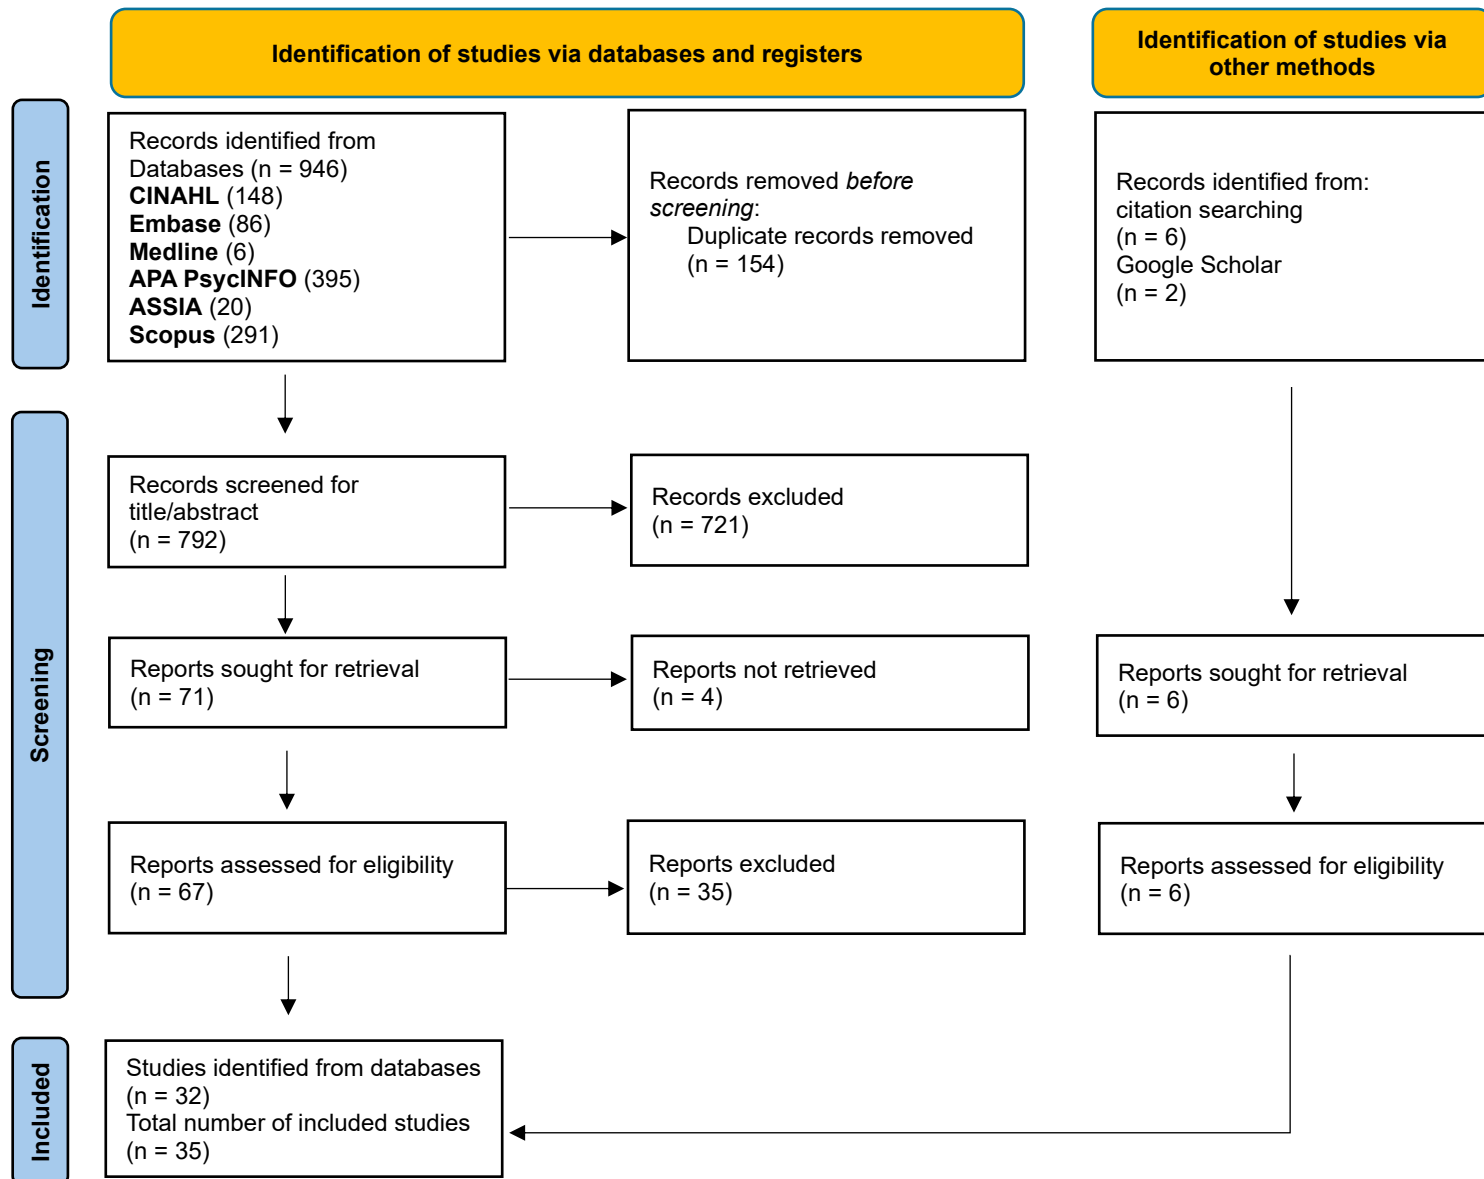 Identification of studies via databases and registers
Identification of studies via
other methods
Identification
Records identified from
Databases (n = 946)
CINAHL (148)
Embase (86)
Medline (6)
APA PsycINFO (395)
ASSIA (20)
Scopus (291)
Records removed before
screening:
Duplicate records removed
(n = 154)
Records identified from:
citation searching
(n = 6)
Google Scholar
(n = 2)
Screening
Records screened for
title/abstract
(n = 792)
Records excluded
(n = 721)
Reports sought for retrieval
(n = 71)
Reports not retrieved
(n = 4)
Reports sought for retrieval
(n = 6)
Reports assessed for eligibility
(n = 67)
Reports excluded
(n = 35)
Reports assessed for eligibility
(n = 6)
Included
Studies identified from databases
(n = 32)
Total number of included studies
(n = 35)